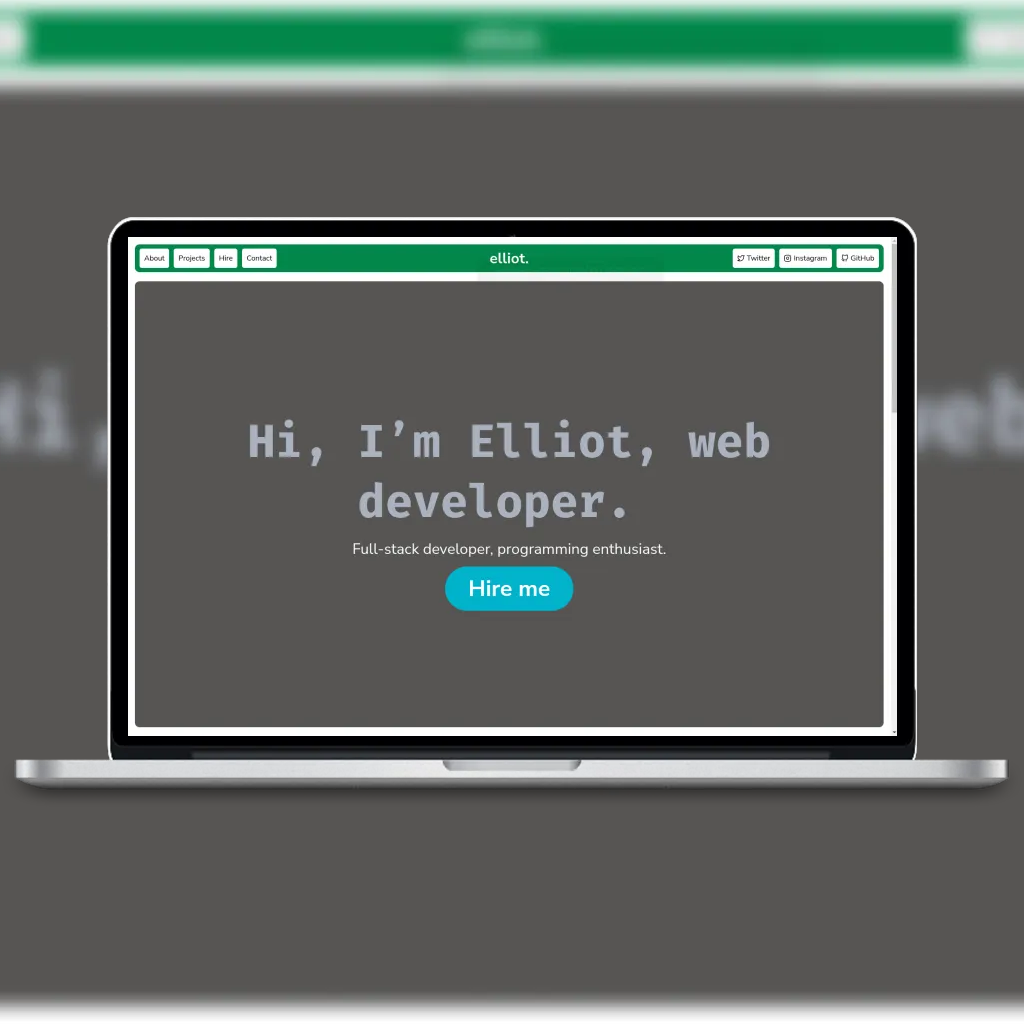 About Projects Hire Contact elliot. Twitter Instagram GitHub
Hi, I’m Elliot, web
developer.
Full-stack developer, programming enthusiast.
Hire me